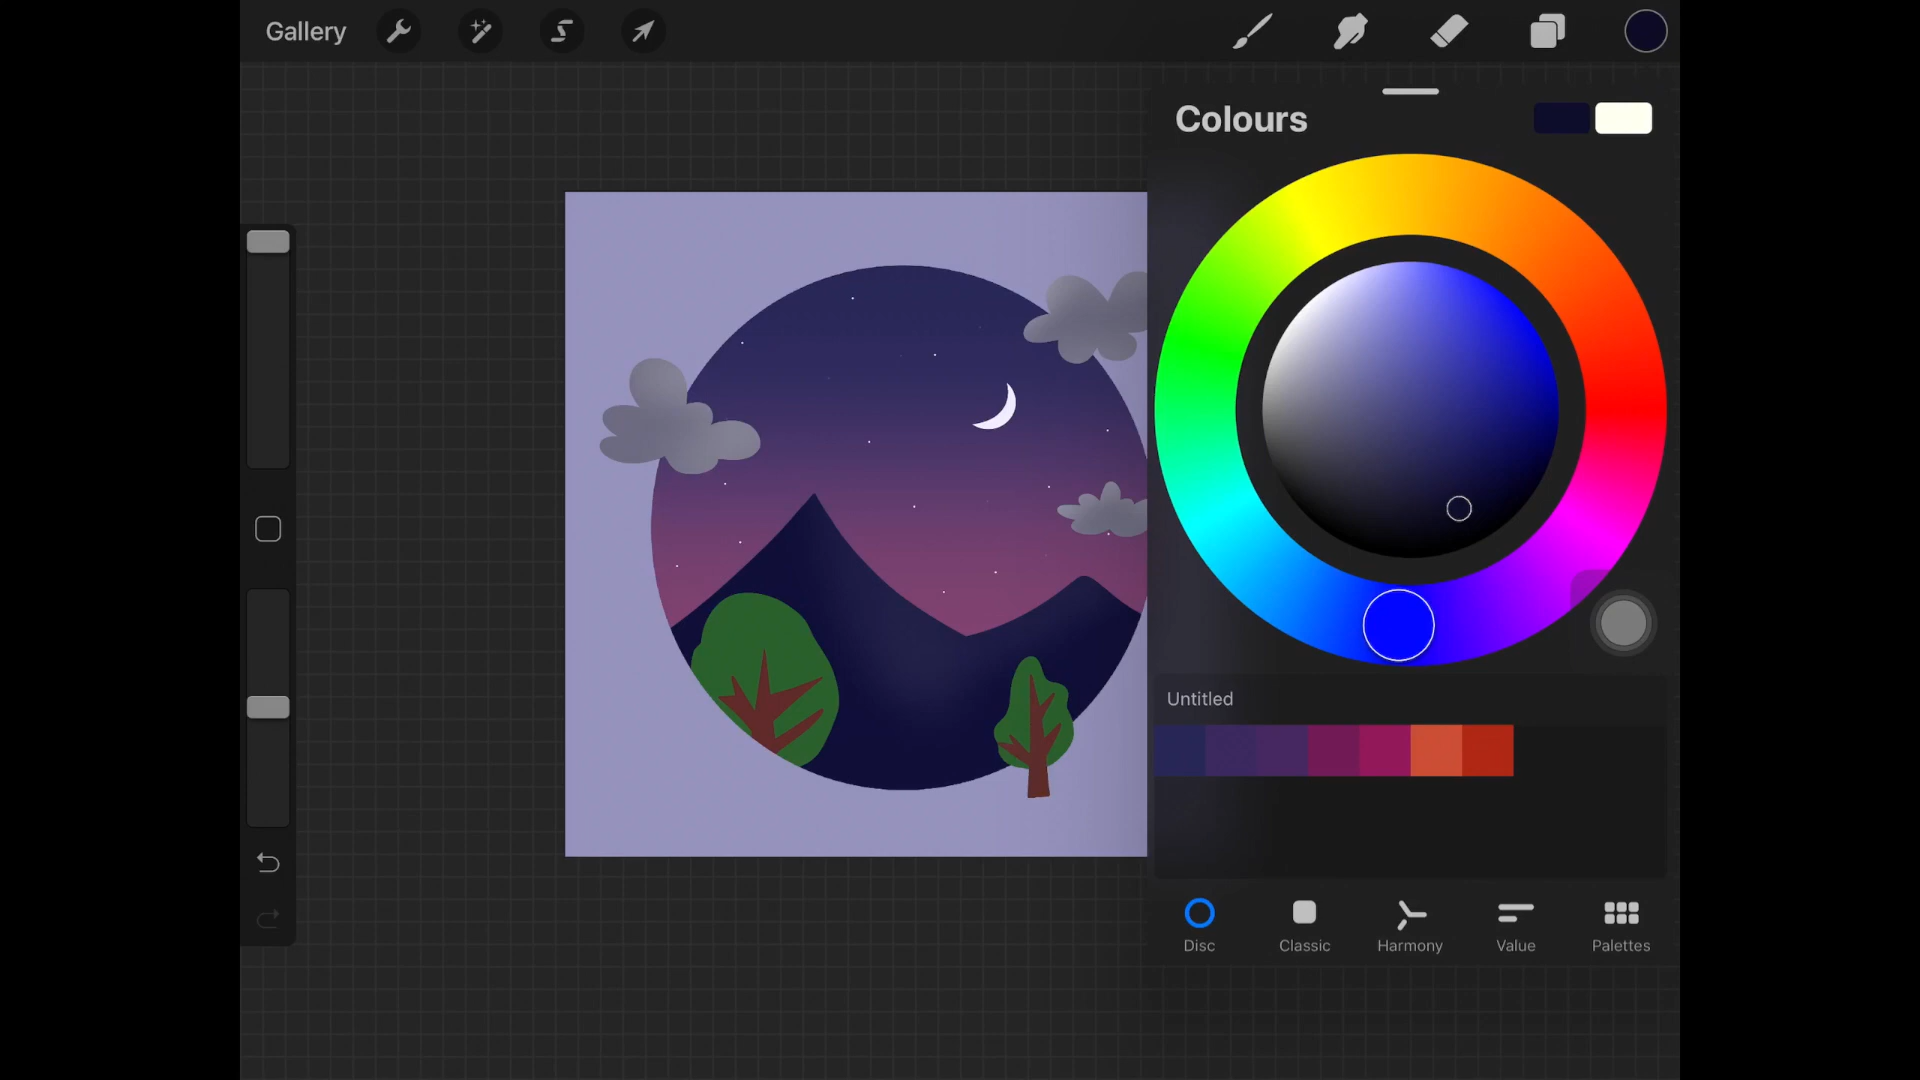 Gallery
Colours
Untitled
Disc
Classic
Harmony
Value
Palettes